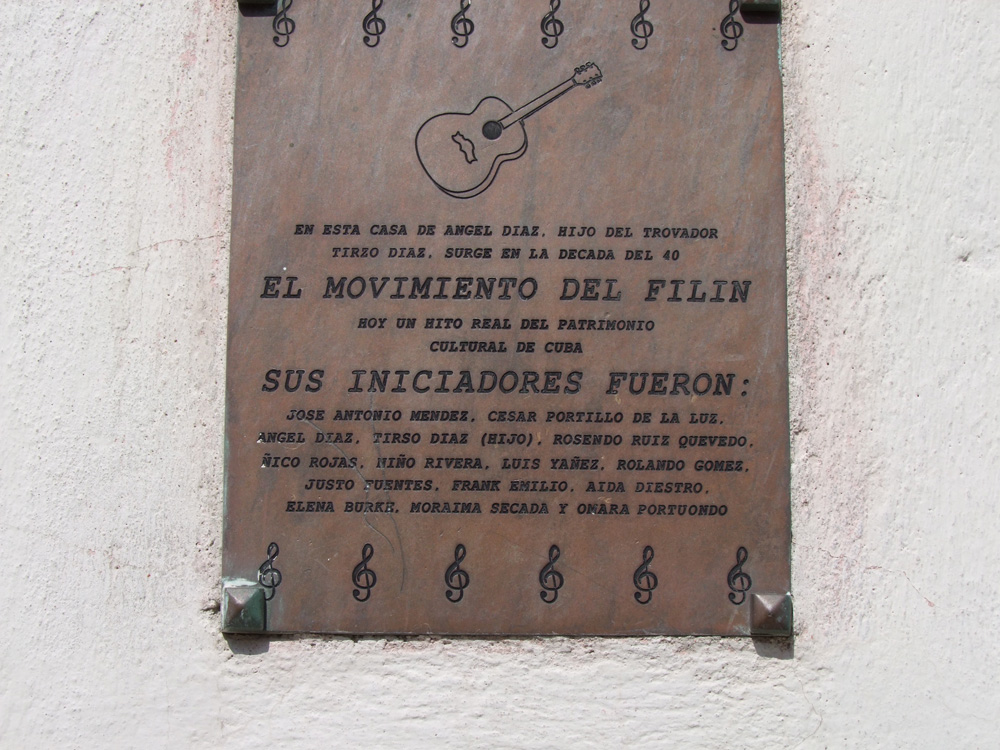 EN ESTA CASA DE ANGEL DIAZ, HIJO DEL TROVADOR
TIRZO DIAZ, SURGE EN LA DECADA DEL 40
EL MOVIMIENTO DEL FILIN
HOY UN HITO REAL DEL PATRIMONIO
CULTURAL DE CUBA
SUS INICIADORES FUERON:
JOSE ANTONIO MENDEZ, CESAR PORTILLO DE LA LUZ,
ANGEL DIAZ, TIRSO DIAZ (HIJO), ROSENDO RUIZ QUEVEDO,
ÑICO ROJAS, NIÑO RIVERA, LUIS YAÑEZ, ROLANDO GOMEZ,
JUSTO FUENTES, FRANK EMILIO, AIDA DIESTRO,
ELENA BURKE, MORAIMA SECADA Y OMARA PORTUONDO